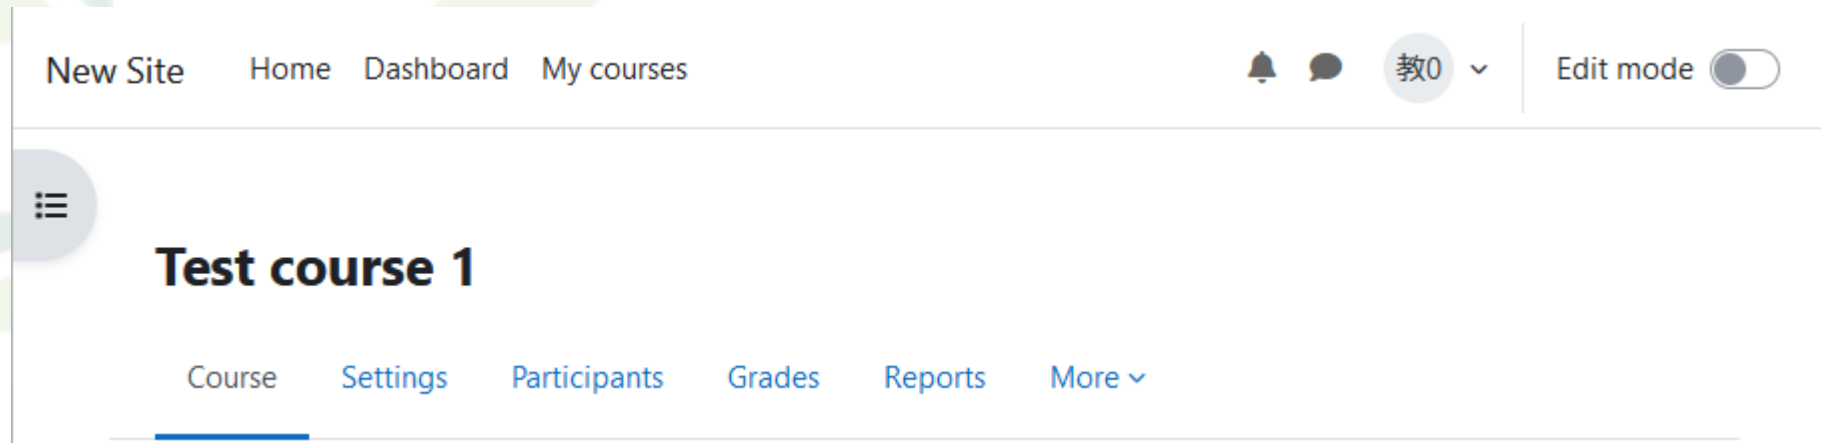 New Site Home Dashboard My courses 教0 Edit mode
Test course 1
Course Settings Participants Grades Reports More